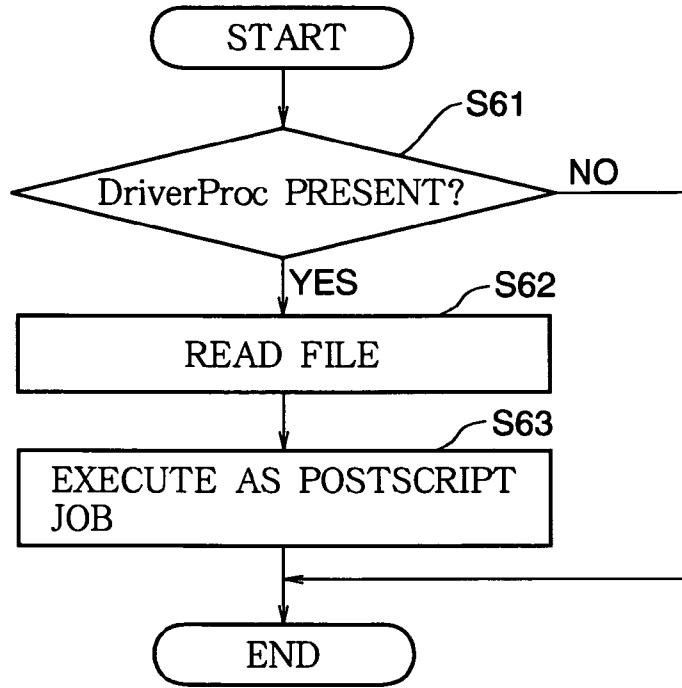 START
S61
DriverProc PRESENT?
NO
YES
S62
READ FILE
S63
EXECUTE AS POSTSCRIPT
JOB
END